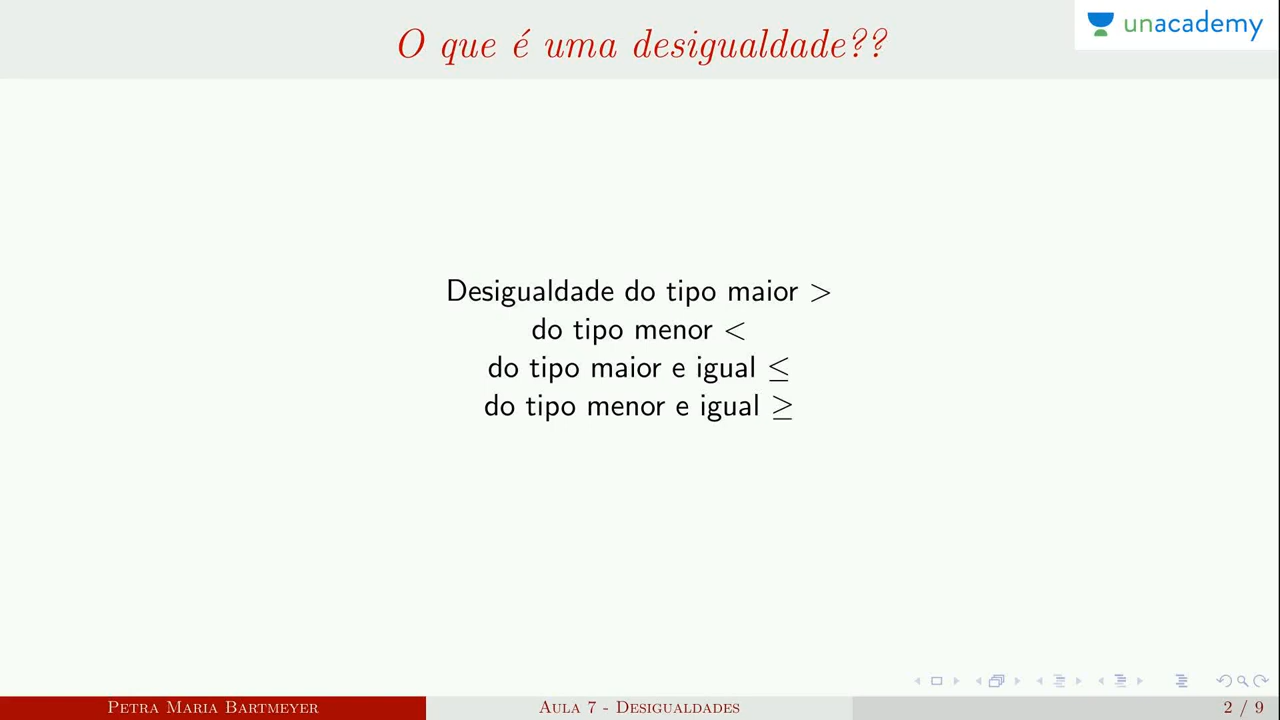 O que é uma desigualdade??
unacademy
Desigualdade do tipo maior >
do tipo menor <
do tipo maior e igual ≤
do tipo menor e igual ≥
Petra Maria Bartmeyer
Aula 7 - Desigualdades
2 / 9